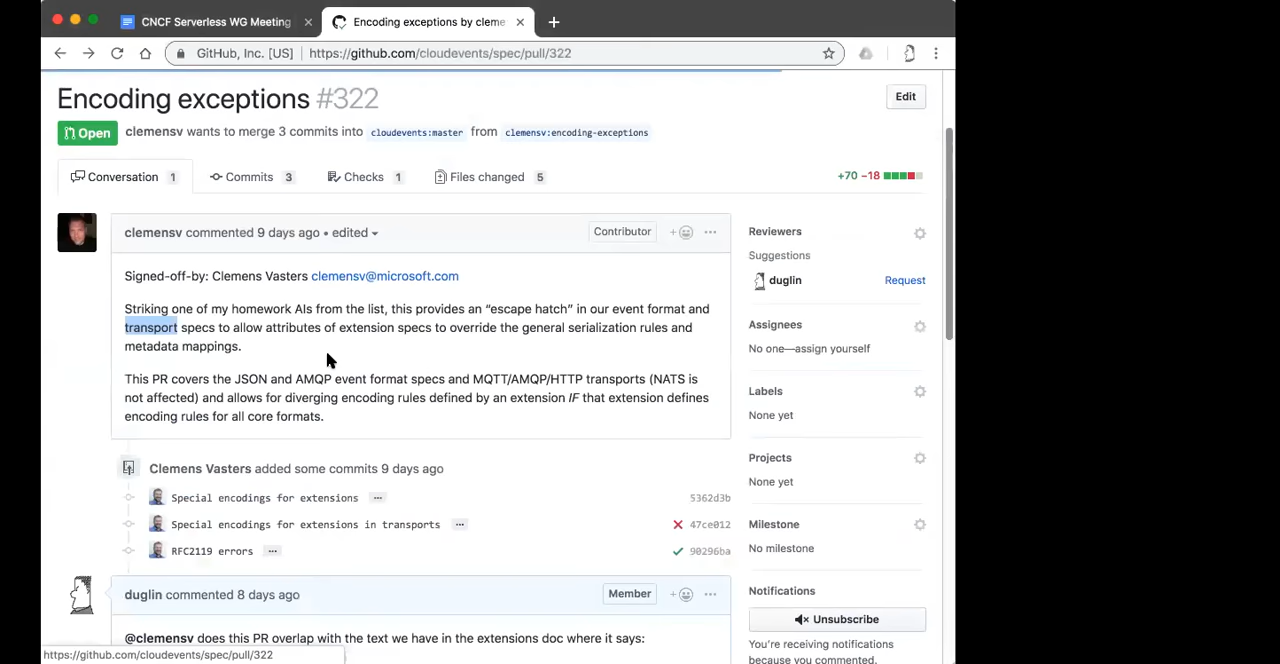 CNCF Serverless WG Meeting
Encoding exceptions by cleme
GitHub, Inc. [US] | https://github.com/cloudevents/spec/pull/322
Encoding exceptions #322
Edit
Open clemensv wants to merge 3 commits into cloudevents:master from clemensv:encoding-exceptions
Conversation 1 Commits 3 Checks 1 Files changed 5
+70 −18
clemensv commented 9 days ago • edited
Contributor
Signed-off-by: Clemens Vasters clemensv@microsoft.com
Striking one of my homework AIs from the list, this provides an “escape hatch” in our event format and
transport specs to allow attributes of extension specs to override the general serialization rules and
metadata mappings.
This PR covers the JSON and AMQP event format specs and MQTT/AMQP/HTTP transports (NATS is
not affected) and allows for diverging encoding rules defined by an extension IF that extension defines
encoding rules for all core formats.
Clemens Vasters added some commits 9 days ago
Special encodings for extensions ... 5362d3b
Special encodings for extensions in transports ... 47ce012
RFC2119 errors ... 90296ba
duglin commented 8 days ago
Member
@clemensv does this PR overlap with the text we have in the extensions doc where it says:
Reviewers
Suggestions
duglin Request
Assignees
No one—assign yourself
Labels
None yet
Projects
None yet
Milestone
No milestone
Notifications
Unsubscribe
You’re receiving notifications
because you commented.
https://github.com/cloudevents/spec/pull/322